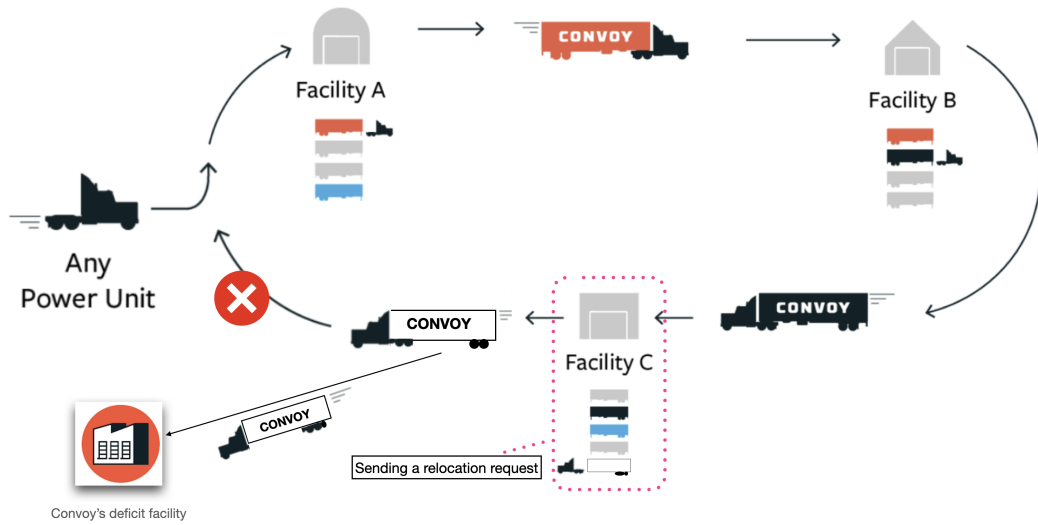 CONVOY
Facility A
Facility B
Any
Power Unit
CONVOY
CONVOY
Facility C
CONVOY
Sending a relocation request
Convoy's deficit facility